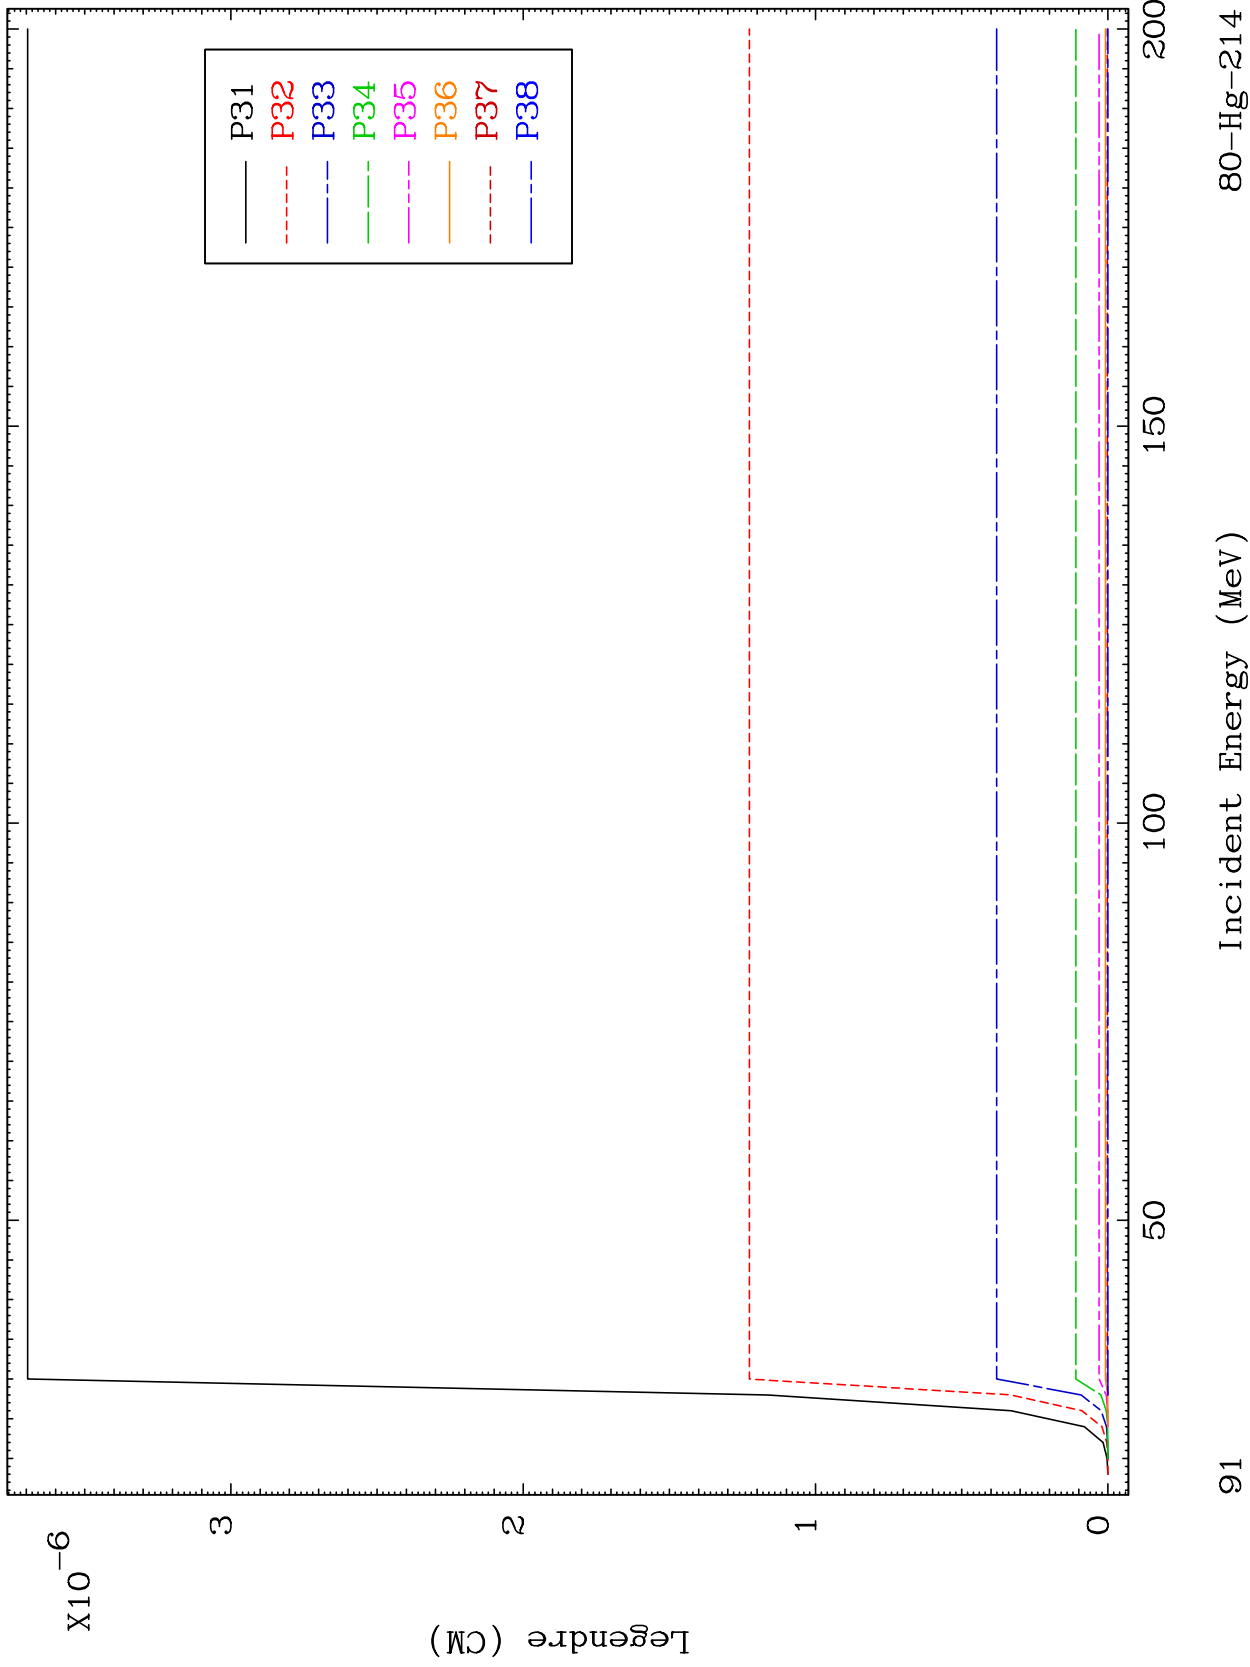 X10-6
3
2
1
0
Legendre (CM)
P31
P32
P33
P34
P35
P36
P37
P38
50
100
150
200
Incident Energy (MeV)
91
80-Hg-214